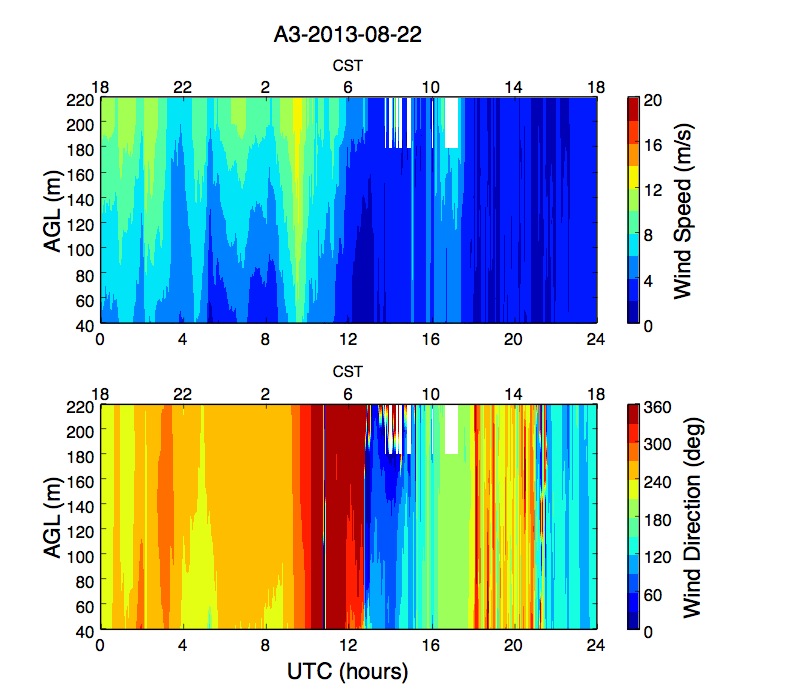 A3-2013-08-22
CST
18 22 2 6 10 14 18
220
200
180
160
140
120
100
80
60
40
AGL (m)
0 4 8 12 16 20 24
20
16
12
8
4
0
Wind Speed (m/s)
CST
18 22 2 6 10 14 18
220
200
180
160
140
120
100
80
60
40
AGL (m)
0 4 8 12 16 20 24
UTC (hours)
360
300
240
180
120
60
0
Wind Direction (deg)